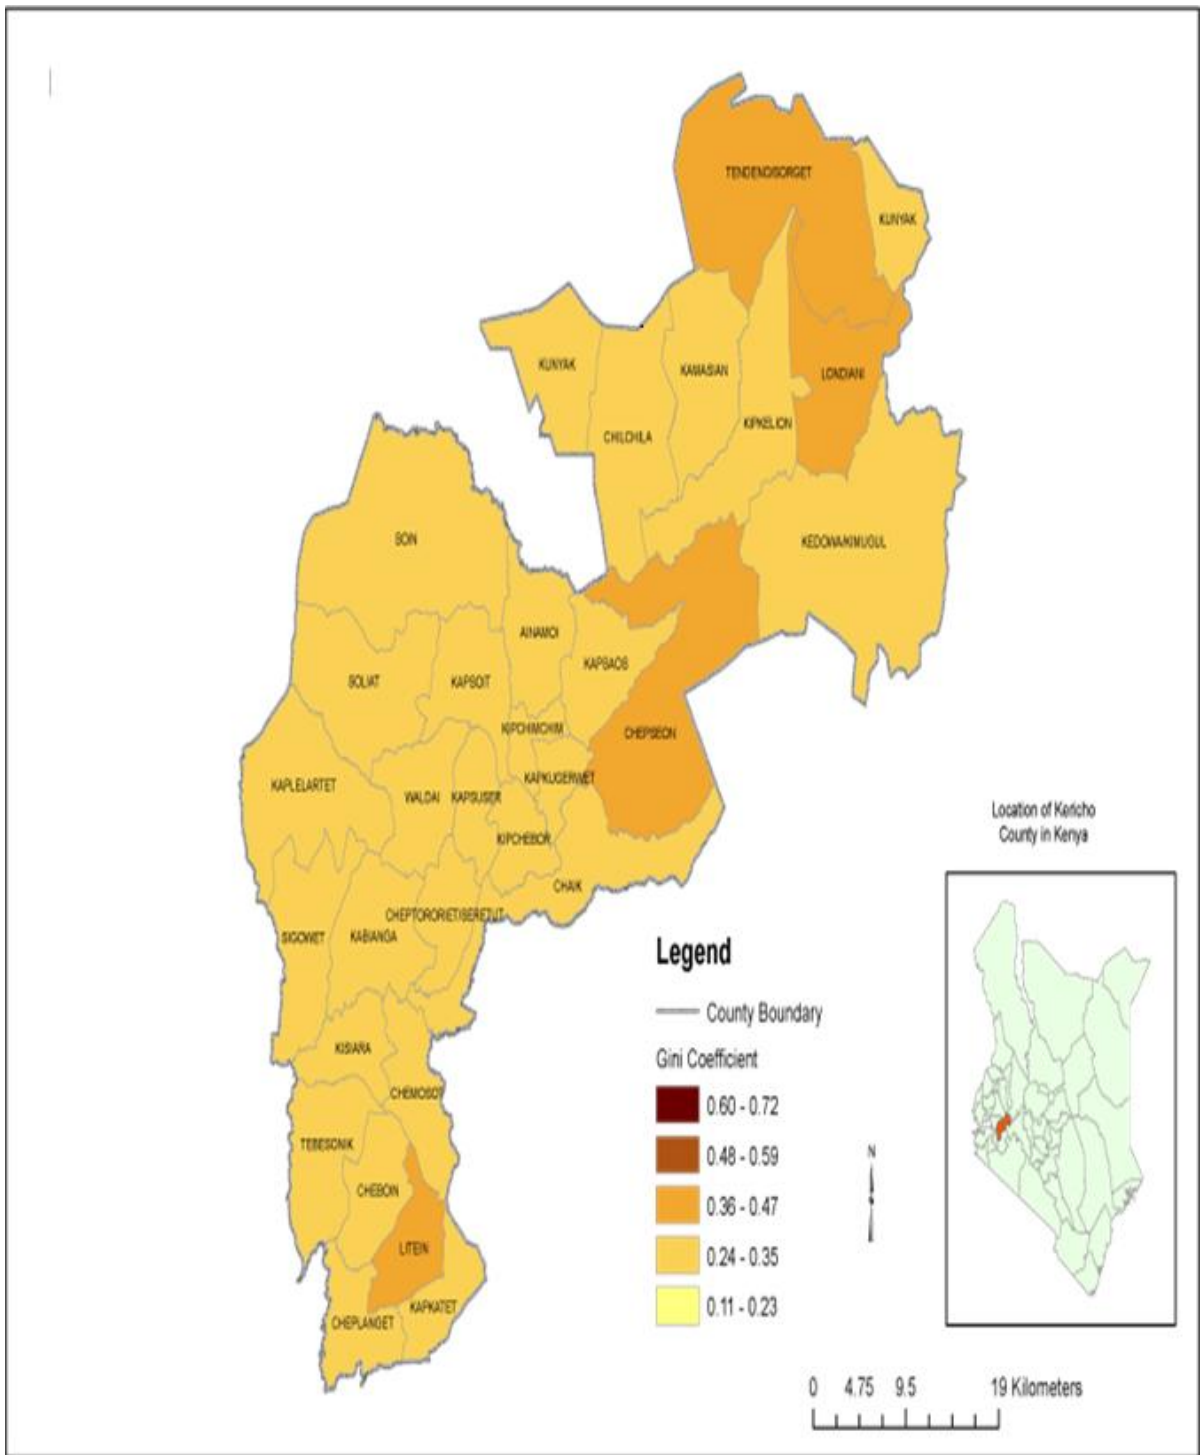 TENDENO/SORGET
KUNYAK
KUNYAK
KAMASIAN
LONDIANI
KIPKELION
CHILCHILA
SOIN
KEDOWA/KIMUGUL
AINAMOI
KAPSAOS
SOLIAT
KAPSOIT
KIPCHIMCHIM
CHEPSEON
KAPLELARTET
KAPKUGERWET
WALDAI
KAPSUSER
KIPCHEBOR
CHAIK
CHEPTORORIET/SERETUT
SIGOWET
KABIANGA
KISIARA
CHEMOSOT
TEBESONIK
CHEBOIN
LITEIN
KAPKATET
CHEPLANGET
Location of Kericho
County in Kenya
Legend
County Boundary
Gini Coefficient
0.60 - 0.72
0.48 - 0.59
0.36 - 0.47
0.24 - 0.35
0.11 - 0.23
N
0 4.75 9.5 19 Kilometers